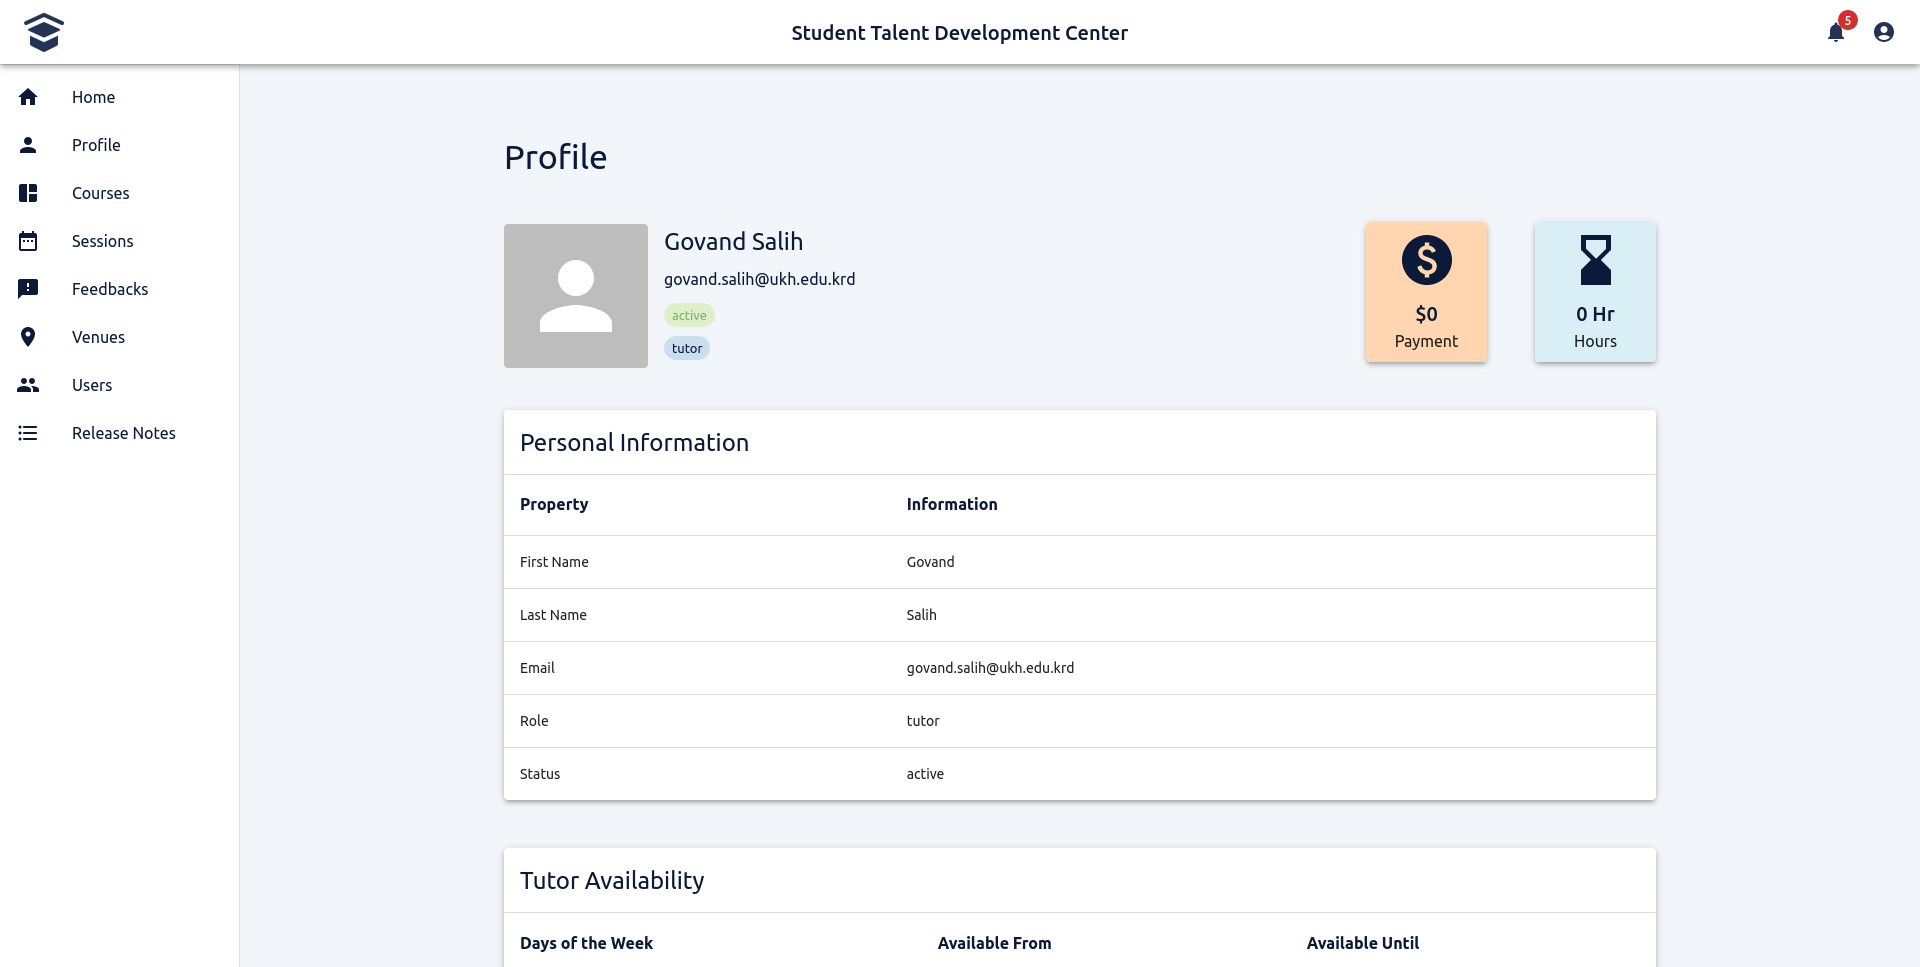 Student Talent Development Center
5
Home
Profile
Courses
Sessions
Feedbacks
Venues
Users
Release Notes
Profile
Govand Salih
govand.salih@ukh.edu.krd
active
tutor
$0
Payment
0 Hr
Hours
Personal Information
Property Information
First Name Govand
Last Name Salih
Email govand.salih@ukh.edu.krd
Role tutor
Status active
Tutor Availability
Days of the Week Available From Available Until